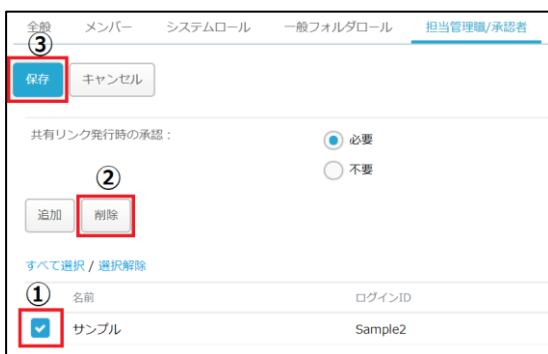 全般 メンバー システムロール 一般フォルダロール 担当管理職/承認者
③
保存 キャンセル
共有リンク発行時の承認： 必要
不要
②
追加 削除
すべて選択 / 選択解除
① 名前 ログインID
サンプル Sample2